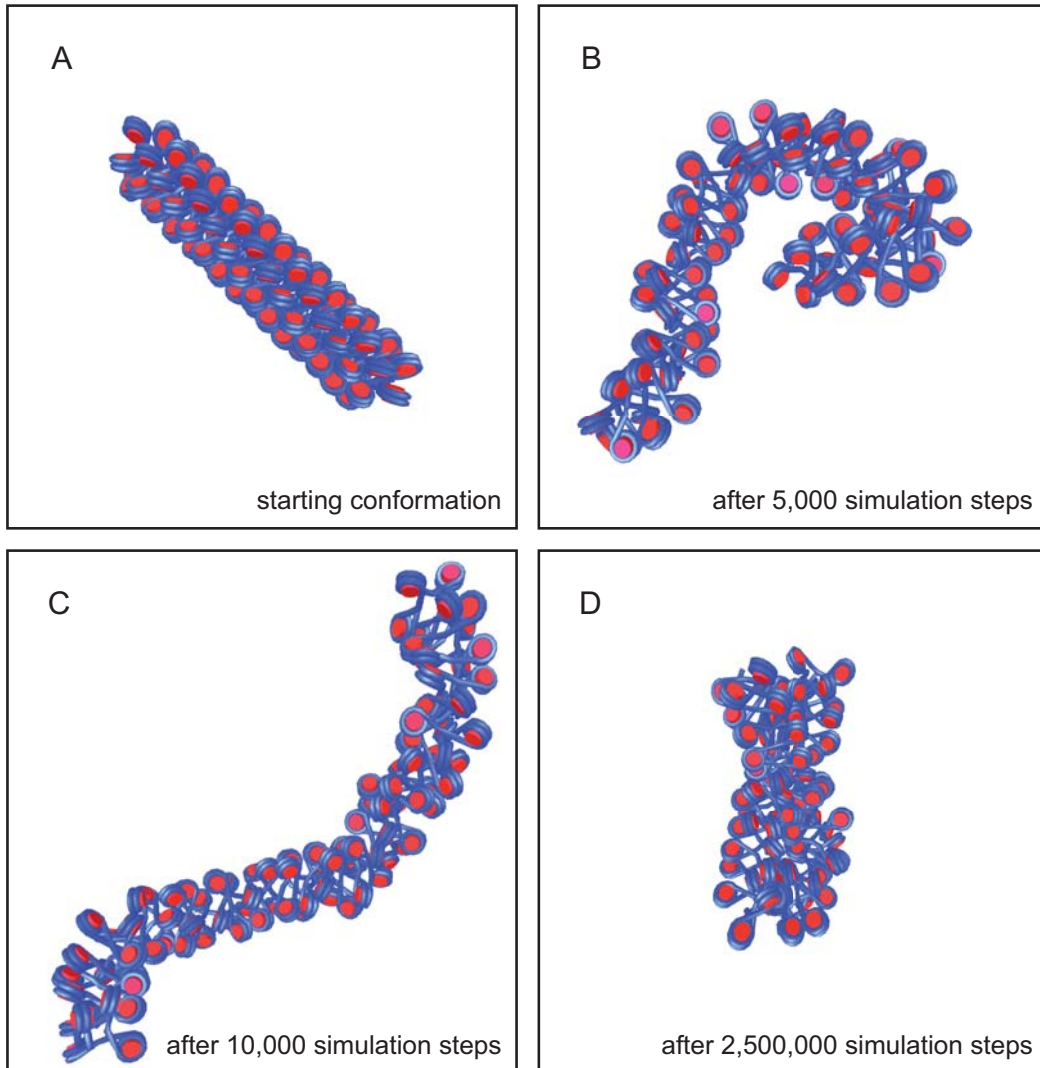 A
starting conformation
B
after 5,000 simulation steps
C
after 10,000 simulation steps
D
after 2,500,000 simulation steps